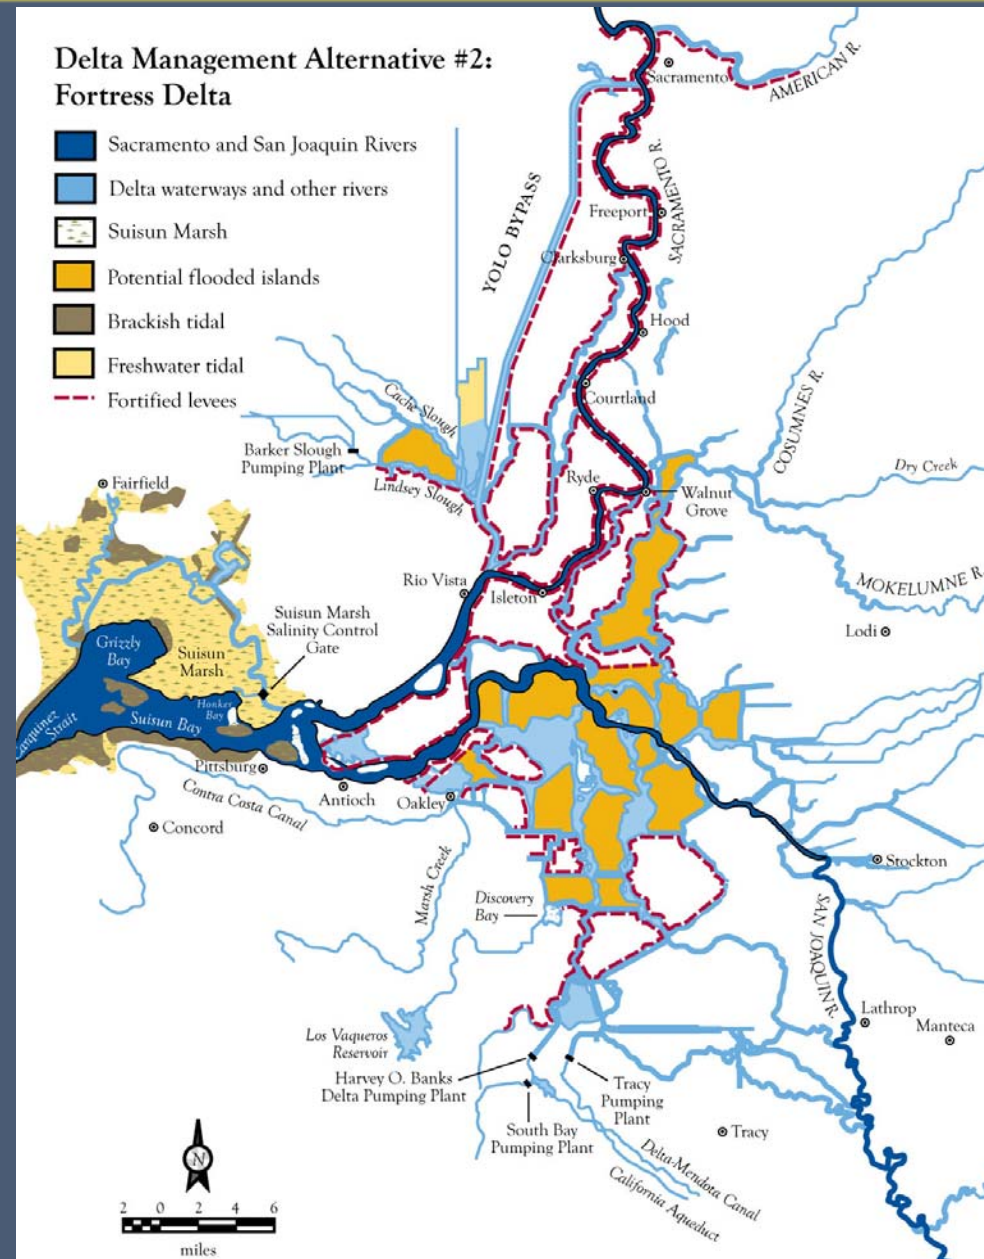 Delta Management Alternative #2:
Fortress Delta
Sacramento and San Joaquin Rivers
Delta waterways and other rivers
Suisun Marsh
Potential flooded islands
Brackish tidal
Freshwater tidal
Fortified levees
Sacramento
AMERICAN R.
YOLO BYPASS
SACRAMENTO R.
Freeport
Clarksburg
Hood
Courtland
COSUMNES R.
Cache Slough
Barker Slough
Pumping Plant
Lindsey Slough
Ryde
Walnut
Grove
Dry Creek
Fairfield
MOKELUMNE R.
Rio Vista
Isleton
Lodi
Suisun Marsh
Salinity Control
Gate
Grizzly
Bay
Suisun
Marsh
Honker
Bay
Suisun Bay
Carquinez
Strait
Pittsburg
Antioch
Oakley
Contra Costa Canal
Concord
Marsh Creek
Stockton
Discovery
Bay
SAN JOAQUIN R.
Lathrop
Manteca
Los Vaqueros
Reservoir
Harvey O. Banks
Delta Pumping Plant
Tracy
Pumping
Plant
South Bay
Pumping Plant
Tracy
Delta-Mendota Canal
California Aqueduct
N
2 0 2 4 6
miles